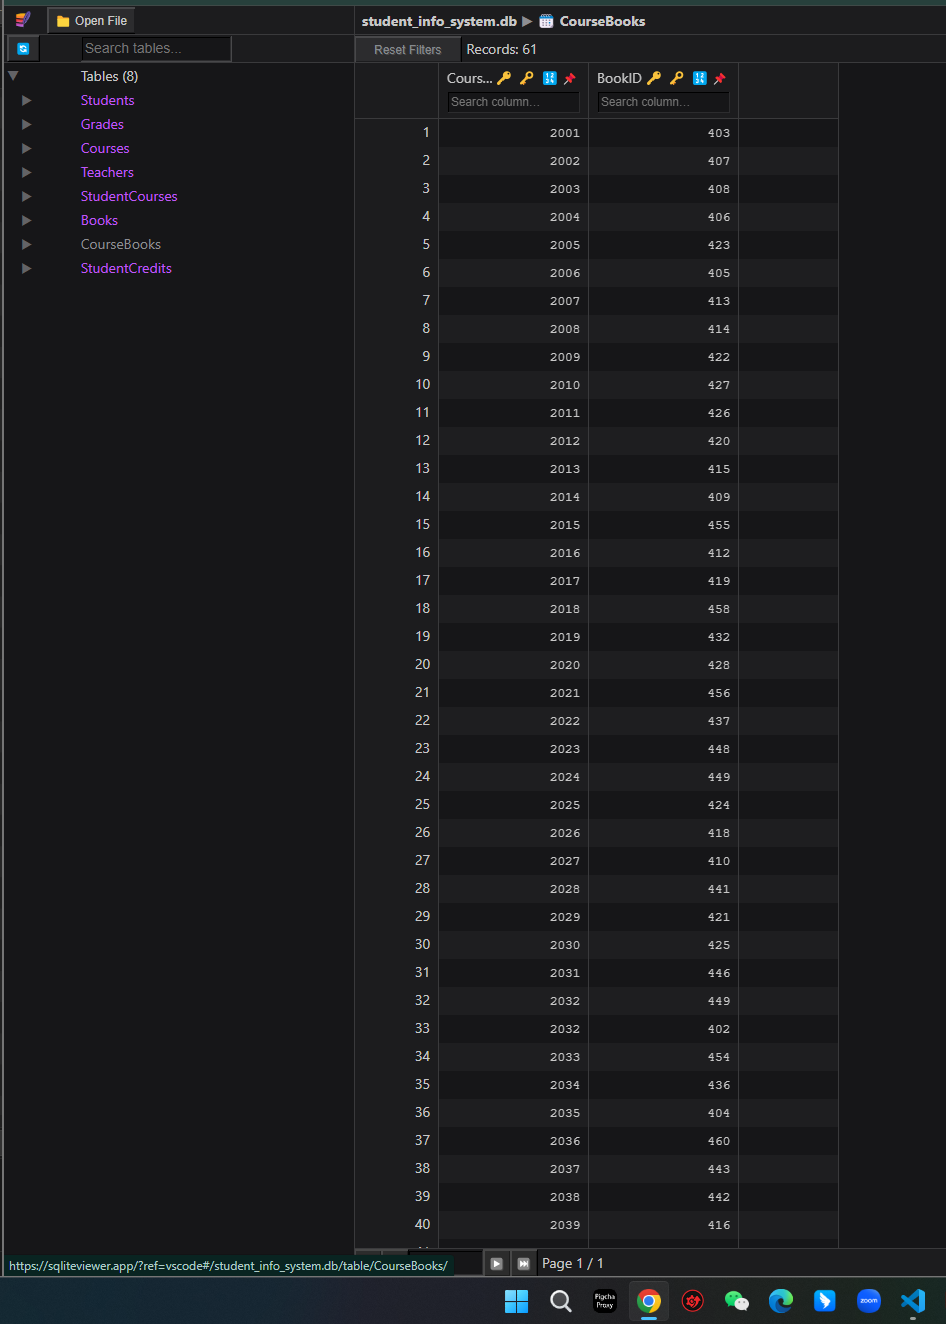 Open File
student_info_system.db ▶ CourseBooks
Search tables...
Reset Filters Records: 61
Tables (8)
Students
Grades
Courses
Teachers
StudentCourses
Books
CourseBooks
StudentCredits
Cours... BookID
Search column... Search column...
1 2001 403
2 2002 407
3 2003 408
4 2004 406
5 2005 423
6 2006 405
7 2007 413
8 2008 414
9 2009 422
10 2010 427
11 2011 426
12 2012 420
13 2013 415
14 2014 409
15 2015 455
16 2016 412
17 2017 419
18 2018 458
19 2019 432
20 2020 428
21 2021 456
22 2022 437
23 2023 448
24 2024 449
25 2025 424
26 2026 418
27 2027 410
28 2028 441
29 2029 421
30 2030 425
31 2031 446
32 2032 449
33 2032 402
34 2033 454
35 2034 436
36 2035 404
37 2036 460
38 2037 443
39 2038 442
40 2039 416
https://sqliteviewer.app/?ref=vscode#/student_info_system.db/table/CourseBooks/
Page 1 / 1
Pigcha
Proxy
zoom